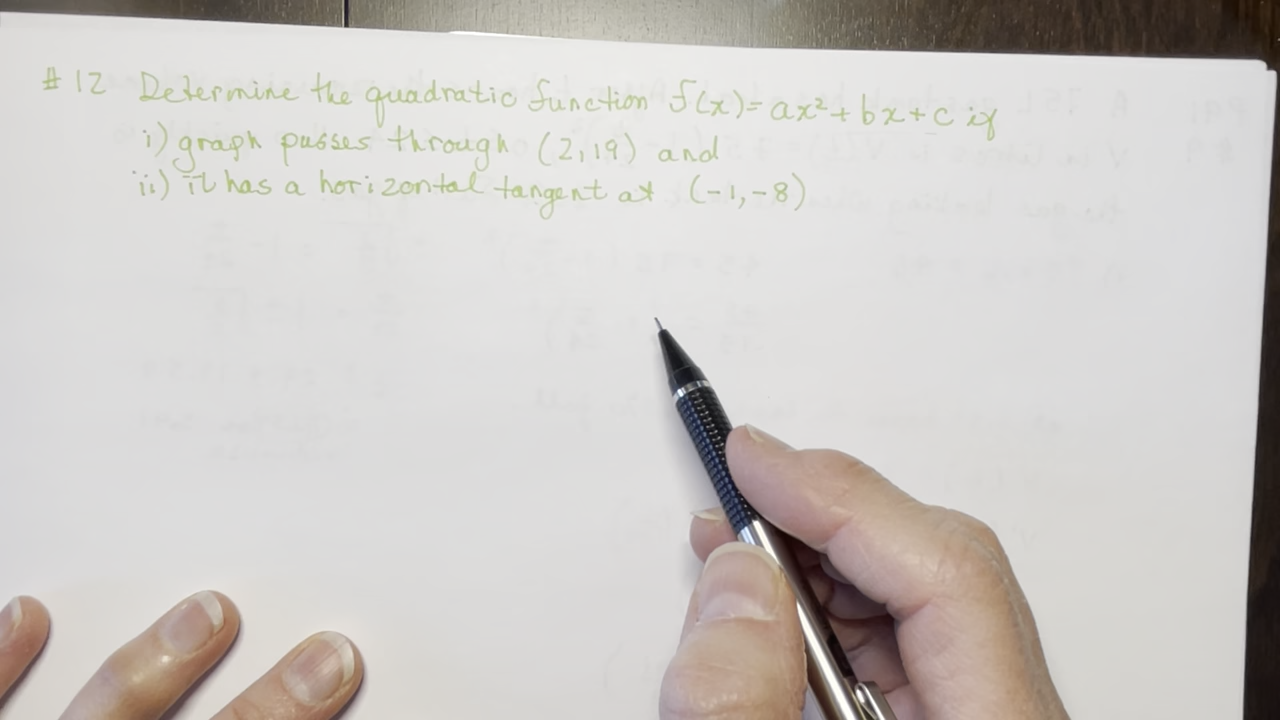 #12 Determine the quadratic function f(x)=ax²+bx+c if
i) graph passes through (2,19) and
ii) it has a horizontal tangent at (-1,-8)